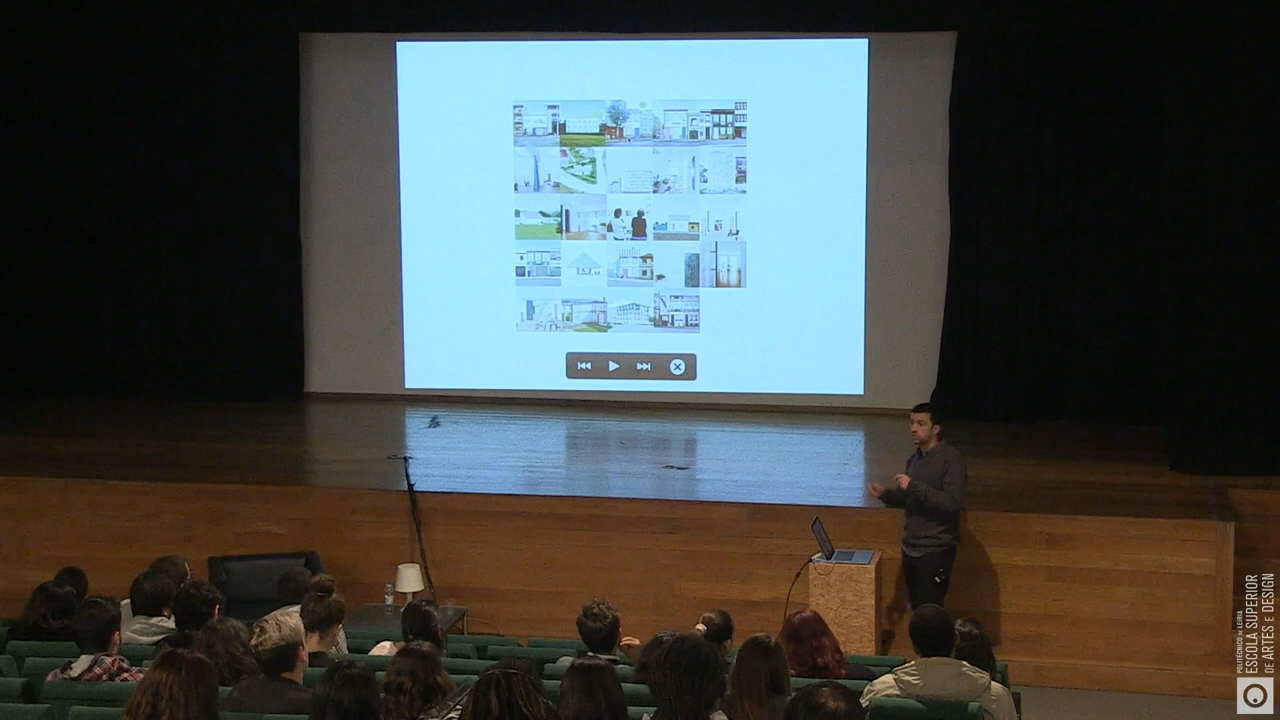 POLITÉCNICO DE LEIRIA
ESCOLA SUPERIOR
DE ARTES E DESIGN